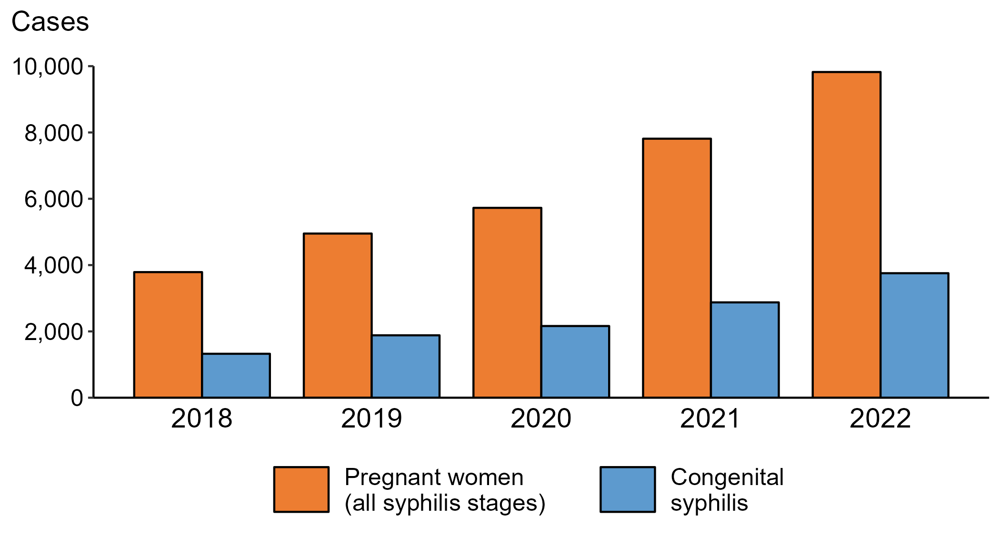 Cases
10,000
8,000
6,000
4,000
2,000
0
2018 2019 2020 2021 2022
Pregnant women
(all syphilis stages)
Congenital
syphilis